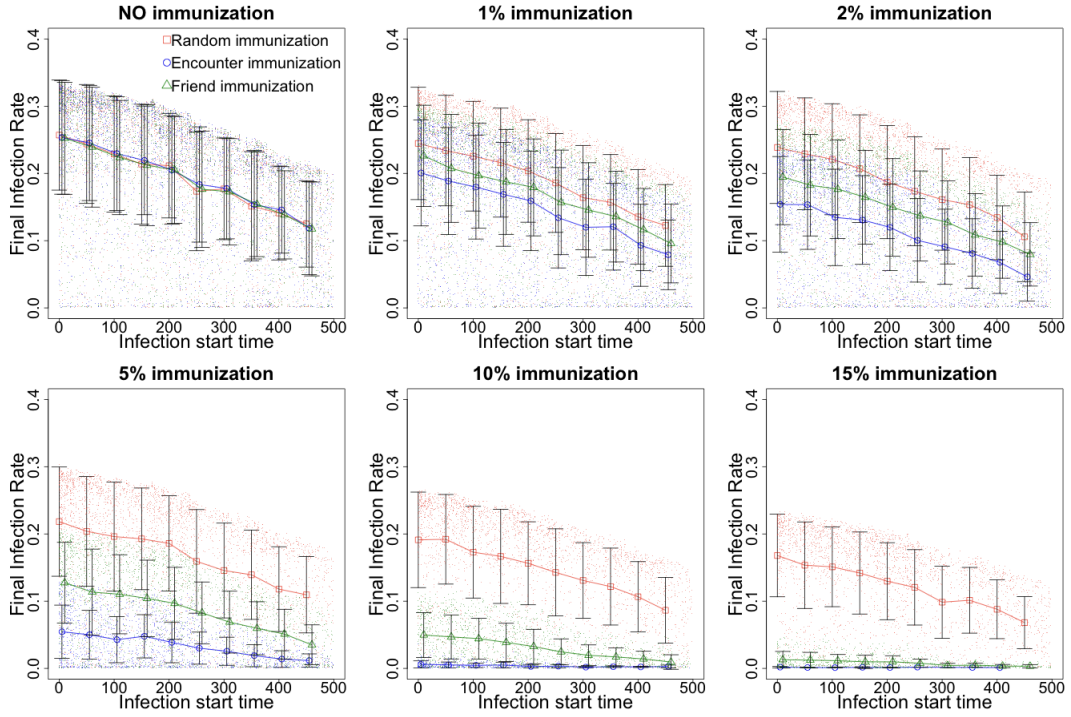 NO immunization
1% immunization
2% immunization
Random immunization
Encounter immunization
Friend immunization
Final Infection Rate
0.0 0.1 0.2 0.3 0.4
0 100 200 300 400 500
Infection start time
Final Infection Rate
0.0 0.1 0.2 0.3 0.4
0 100 200 300 400 500
Infection start time
Final Infection Rate
0.0 0.1 0.2 0.3 0.4
0 100 200 300 400 500
Infection start time
5% immunization
10% immunization
15% immunization
Final Infection Rate
0.0 0.1 0.2 0.3 0.4
0 100 200 300 400 500
Infection start time
Final Infection Rate
0.0 0.1 0.2 0.3 0.4
0 100 200 300 400 500
Infection start time
Final Infection Rate
0.0 0.1 0.2 0.3 0.4
0 100 200 300 400 500
Infection start time